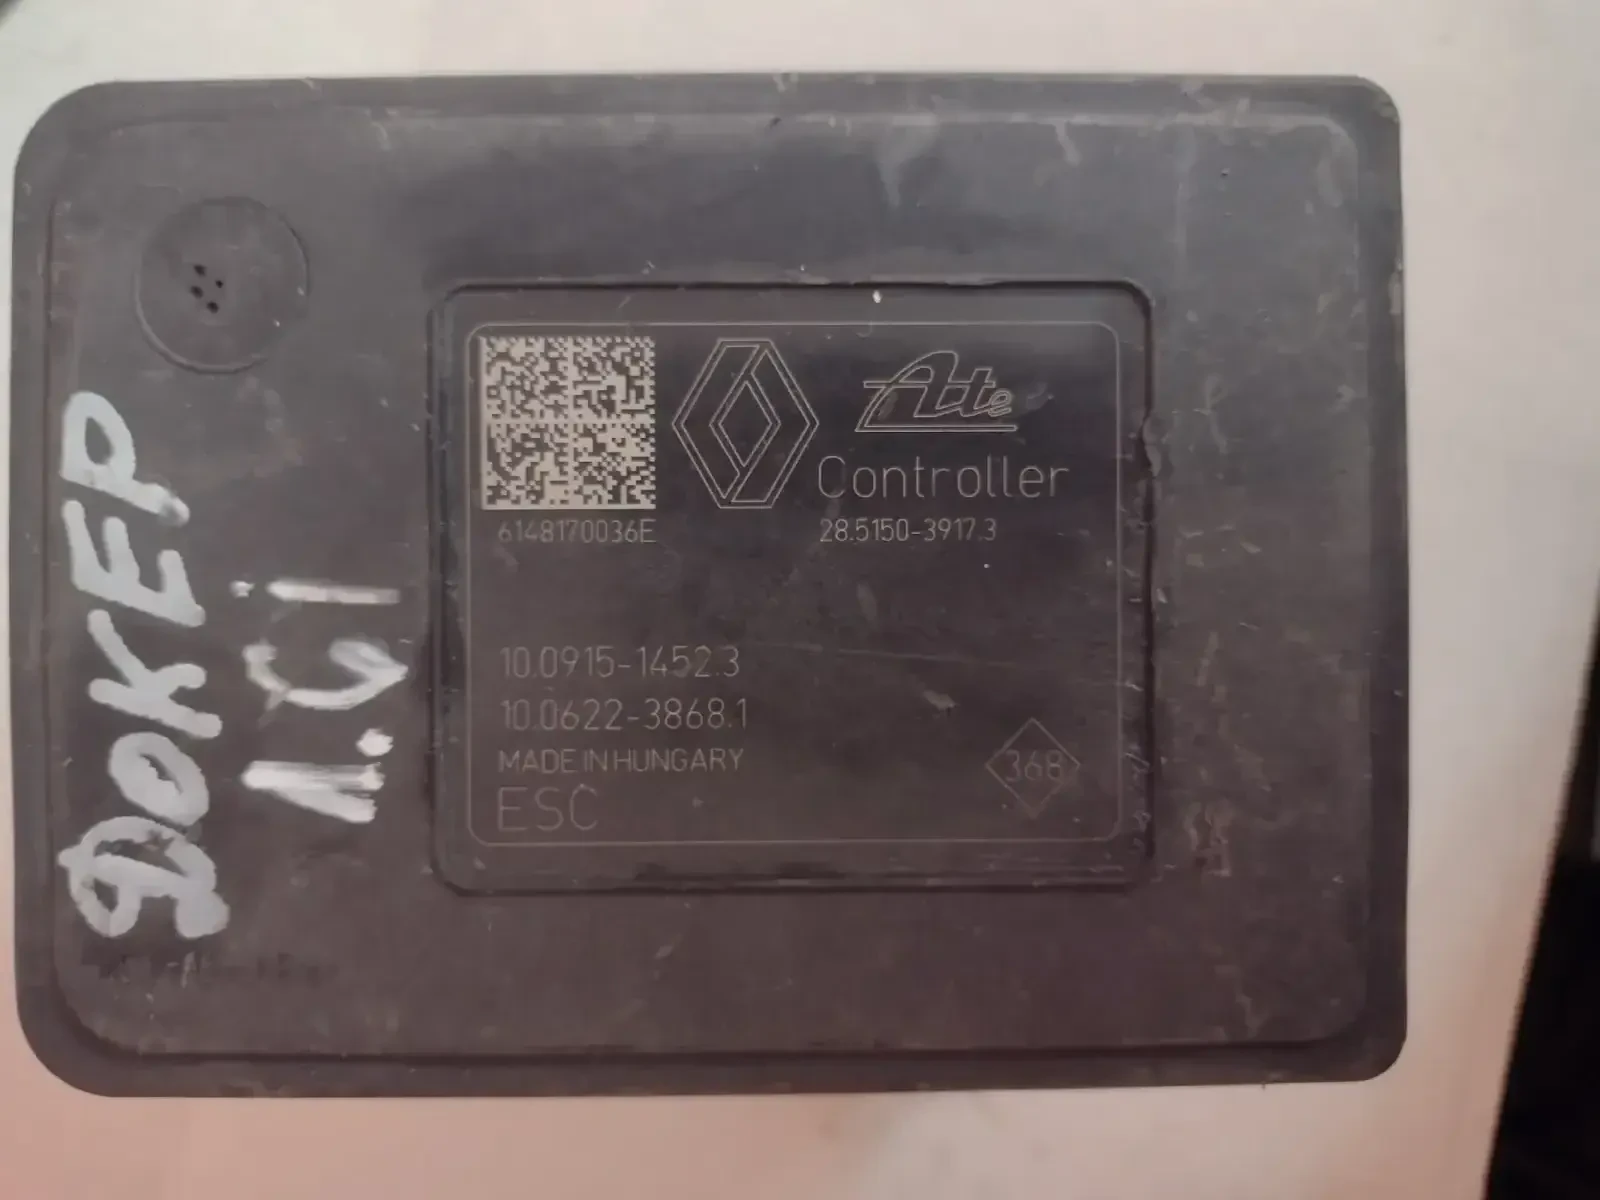 Ate
Controller
6148170036E
28.5150-3917.3
10.0915-1452.3
10.0622-3868.1
MADE IN HUNGARY
ESC
368
ДОКЕР
1.6i